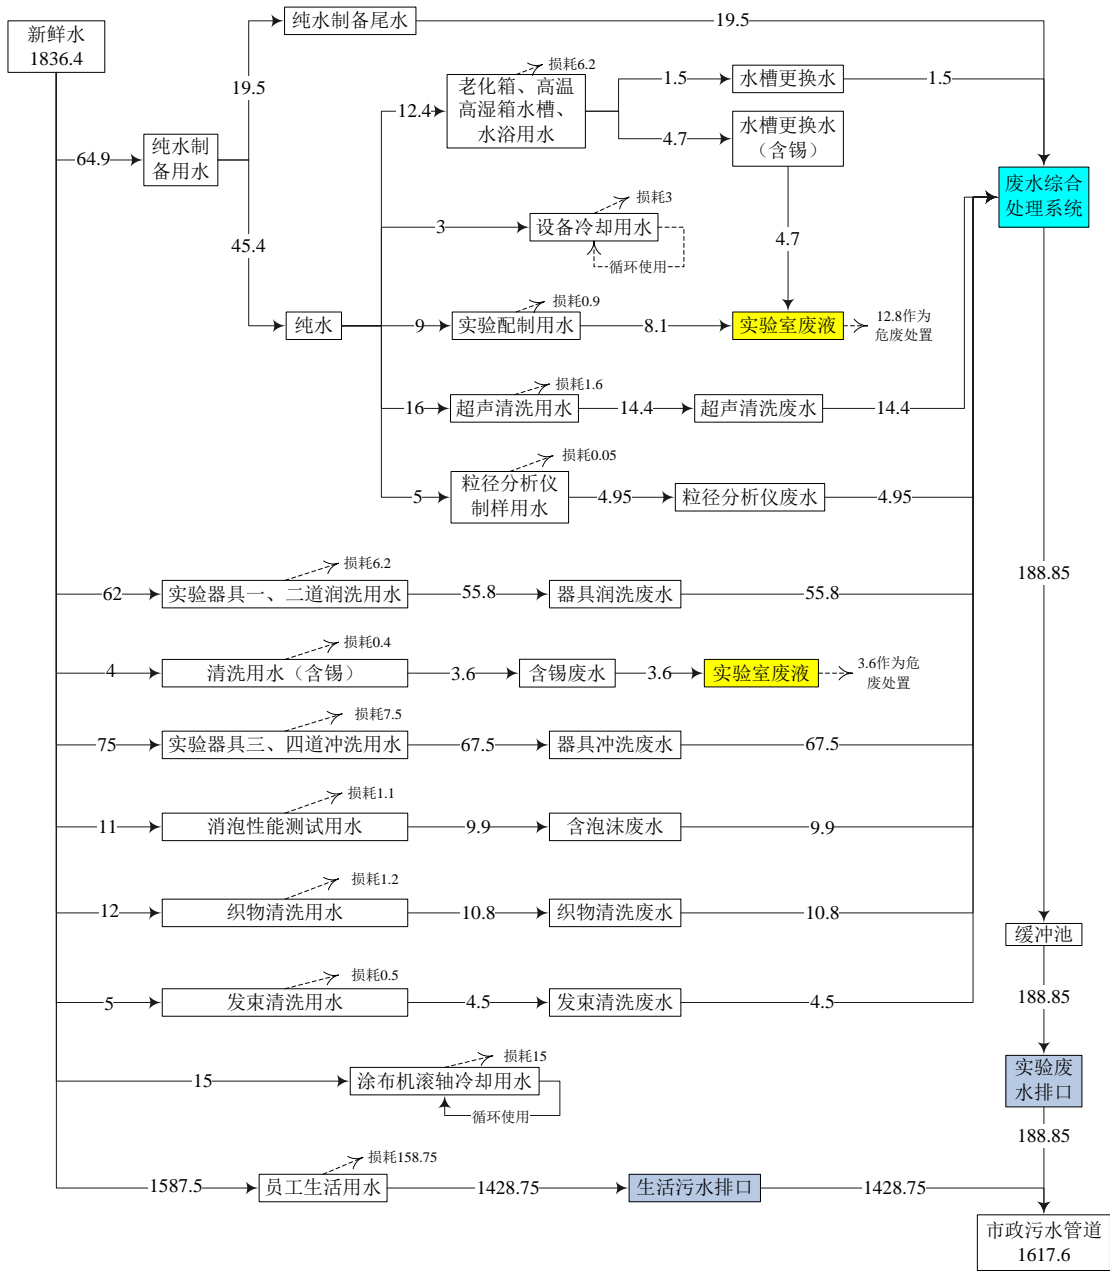 新鲜水
1836.4
纯水制备尾水
19.5
19.5
64.9
纯水制
备用水
45.4
纯水
损耗6.2
12.4
老化箱、高温
高湿箱水槽、
水浴用水
1.5
水槽更换水
1.5
4.7
水槽更换水
（含锡）
4.7
废水综合
处理系统
损耗3
3
设备冷却用水
循环使用
损耗0.9
9
实验配制用水
8.1
实验室废液
12.8作为
危废处置
损耗1.6
16
超声清洗用水
14.4
超声清洗废水
14.4
损耗0.05
5
粒径分析仪
制样用水
4.95
粒径分析仪废水
4.95
损耗6.2
62
实验器具一、二道润洗用水
55.8
器具润洗废水
55.8
188.85
损耗0.4
4
清洗用水（含锡）
3.6
含锡废水
3.6
实验室废液
3.6作为危
废处置
损耗7.5
75
实验器具三、四道冲洗用水
67.5
器具冲洗废水
67.5
损耗1.1
11
消泡性能测试用水
9.9
含泡沫废水
9.9
损耗1.2
12
织物清洗用水
10.8
织物清洗废水
10.8
缓冲池
损耗0.5
5
发束清洗用水
4.5
发束清洗废水
4.5
188.85
损耗15
15
涂布机滚轴冷却用水
循环使用
实验废
水排口
188.85
损耗158.75
1587.5
员工生活用水
1428.75
生活污水排口
1428.75
市政污水管道
1617.6